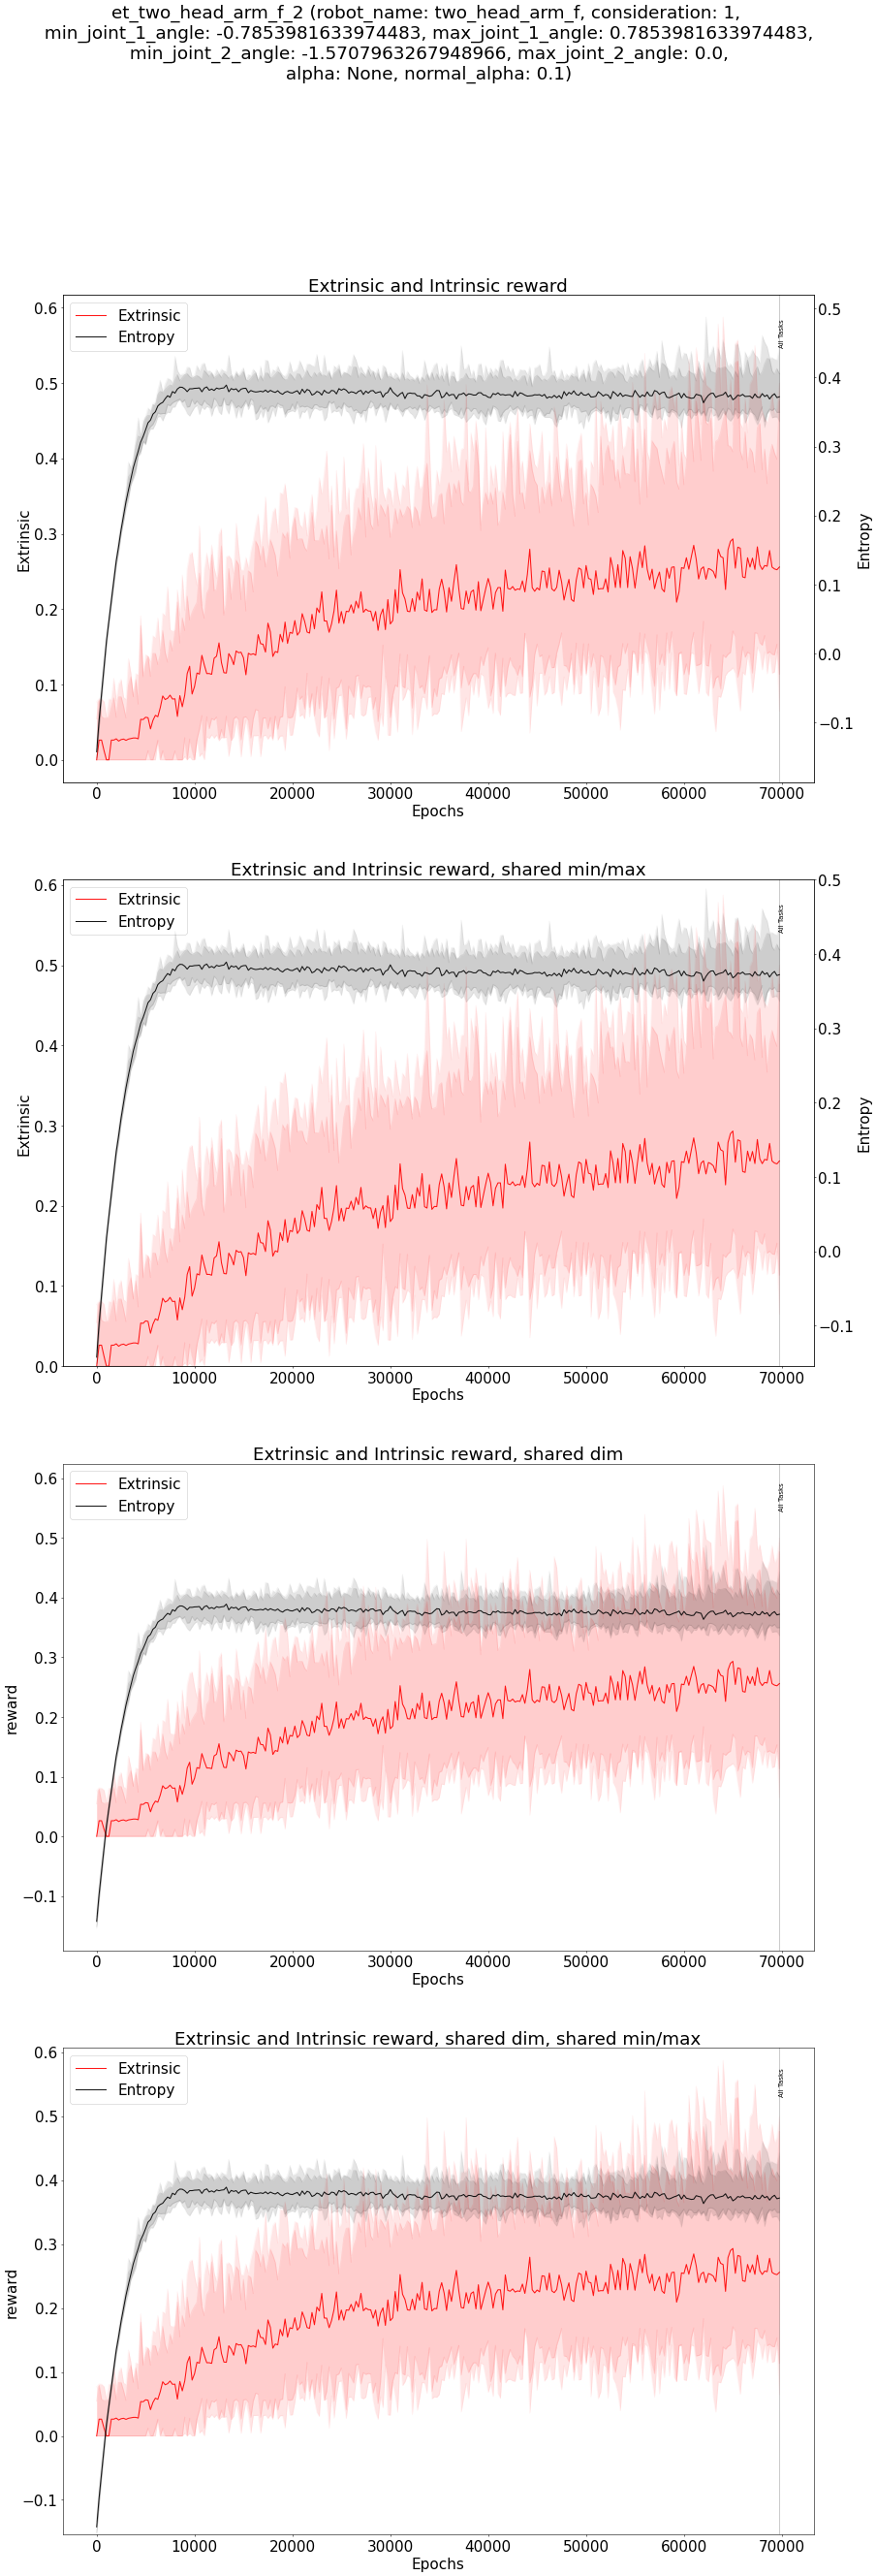 et_two_head_arm_f_2 (robot_name: two_head_arm_f, consideration: 1,
min_joint_1_angle: -0.7853981633974483, max_joint_1_angle: 0.7853981633974483,
min_joint_2_angle: -1.5707963267948966, max_joint_2_angle: 0.0,
alpha: None, normal_alpha: 0.1)
Extrinsic and Intrinsic reward
Extrinsic
Entropy
All Tasks
0.6
0.5
0.4
0.3
0.2
0.1
0.0
Extrinsic
0.5
0.4
0.3
0.2
0.1
0.0
−0.1
Entropy
0 10000 20000 30000 40000 50000 60000 70000
Epochs
Extrinsic and Intrinsic reward, shared min/max
Extrinsic
Entropy
All Tasks
0.6
0.5
0.4
0.3
0.2
0.1
0.0
Extrinsic
0.5
0.4
0.3
0.2
0.1
0.0
−0.1
Entropy
0 10000 20000 30000 40000 50000 60000 70000
Epochs
Extrinsic and Intrinsic reward, shared dim
Extrinsic
Entropy
All Tasks
0.6
0.5
0.4
0.3
0.2
0.1
0.0
−0.1
reward
0 10000 20000 30000 40000 50000 60000 70000
Epochs
Extrinsic and Intrinsic reward, shared dim, shared min/max
Extrinsic
Entropy
All Tasks
0.6
0.5
0.4
0.3
0.2
0.1
0.0
−0.1
reward
0 10000 20000 30000 40000 50000 60000 70000
Epochs